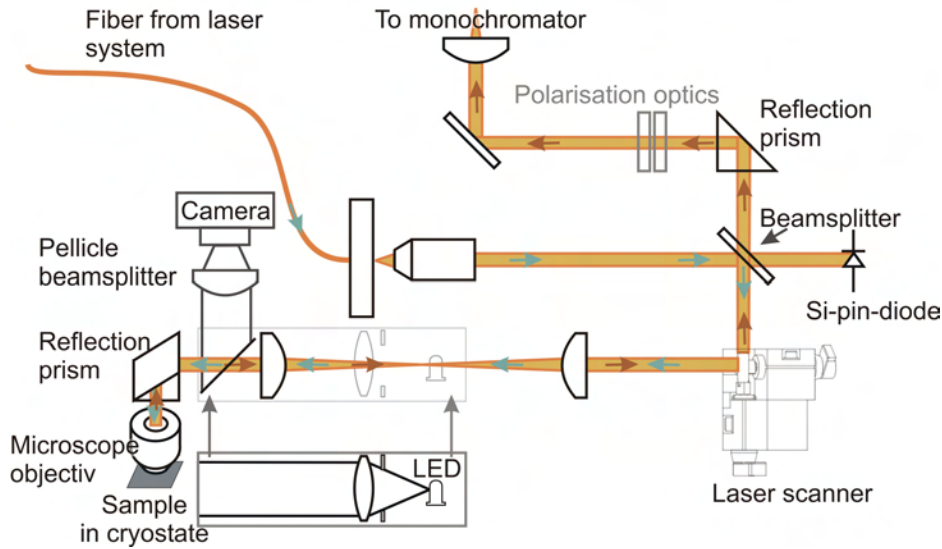 Fiber from laser
system
To monochromator
Polarisation optics
Reflection
prism
Camera
Beamsplitter
Pellicle
beamsplitter
Si-pin-diode
Reflection
prism
Microscope
objectiv
LED
Laser scanner
Sample
in cryostate